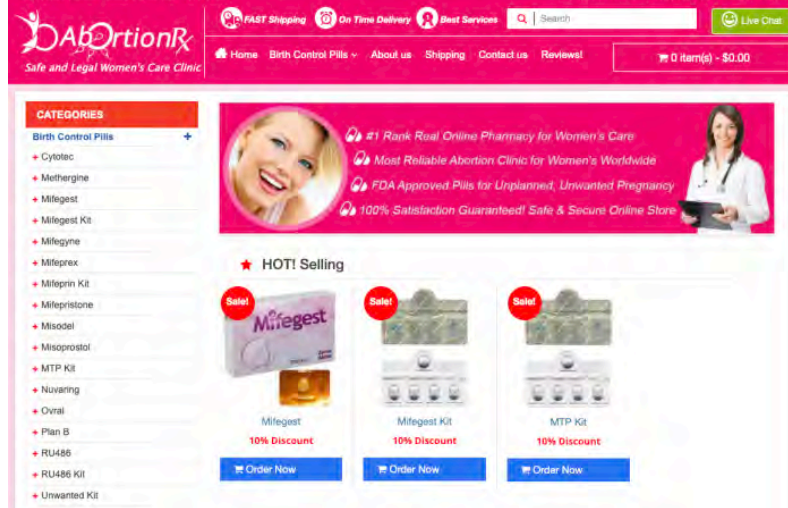 AbortionRx
Safe and Legal Women's Care Clinic
FAST Shipping
On Time Delivery
Best Services
Search
Live Chat
Home
Birth Control Pills
About us
Shipping
Contact us
Reviews!
0 item(s) - $0.00
CATEGORIES
Birth Control Pills +
+ Cytotec
+ Methergine
+ Mifegest
+ Mifegest Kit
+ Mifegyne
+ Mifeprex
+ Mifeprin Kit
+ Mifepristone
+ Misodel
+ Misoprostol
+ MTP Kit
+ Nuvaring
+ Ovral
+ Plan B
+ RU486
+ RU486 Kit
+ Unwanted Kit
#1 Rank Real Online Pharmacy for Women's Care
Most Reliable Abortion Clinic for Women's Worldwide
FDA Approved Pills for Unplanned, Unwanted Pregnancy
100% Satisfaction Guaranteed! Safe & Secure Online Store
HOT! Selling
Sale!
Mifegest
Mifegest
10% Discount
Order Now
Sale!
Mifegest Kit
10% Discount
Order Now
Sale!
MTP Kit
10% Discount
Order Now